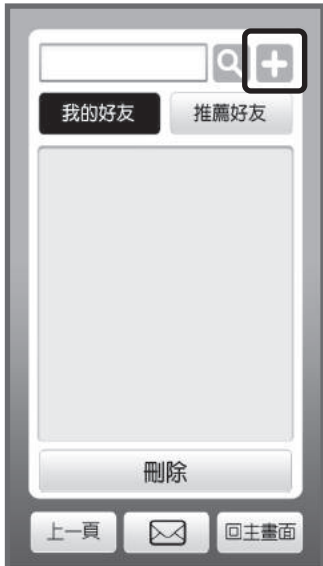 我的好友
推薦好友
刪除
上一頁
回主畫面